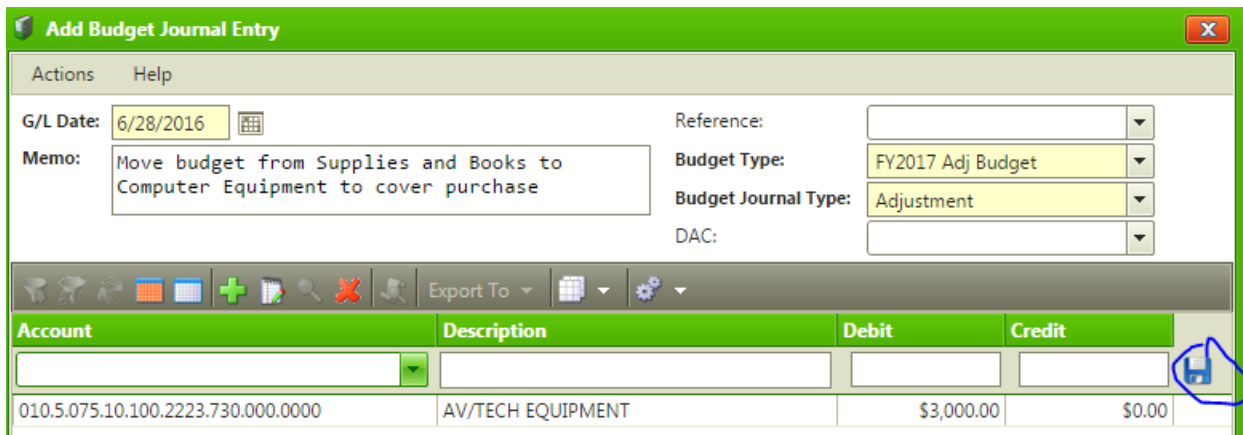 Add Budget Journal Entry
Actions Help
G/L Date: 6/28/2016 Reference:
Memo: Move budget from Supplies and Books to Budget Type: FY2017 Adj Budget
Computer Equipment to cover purchase Budget Journal Type: Adjustment
DAC:
Export To
Account Description Debit Credit
010.5.075.10.100.2223.730.000.0000 AV/TECH EQUIPMENT $3,000.00 $0.00